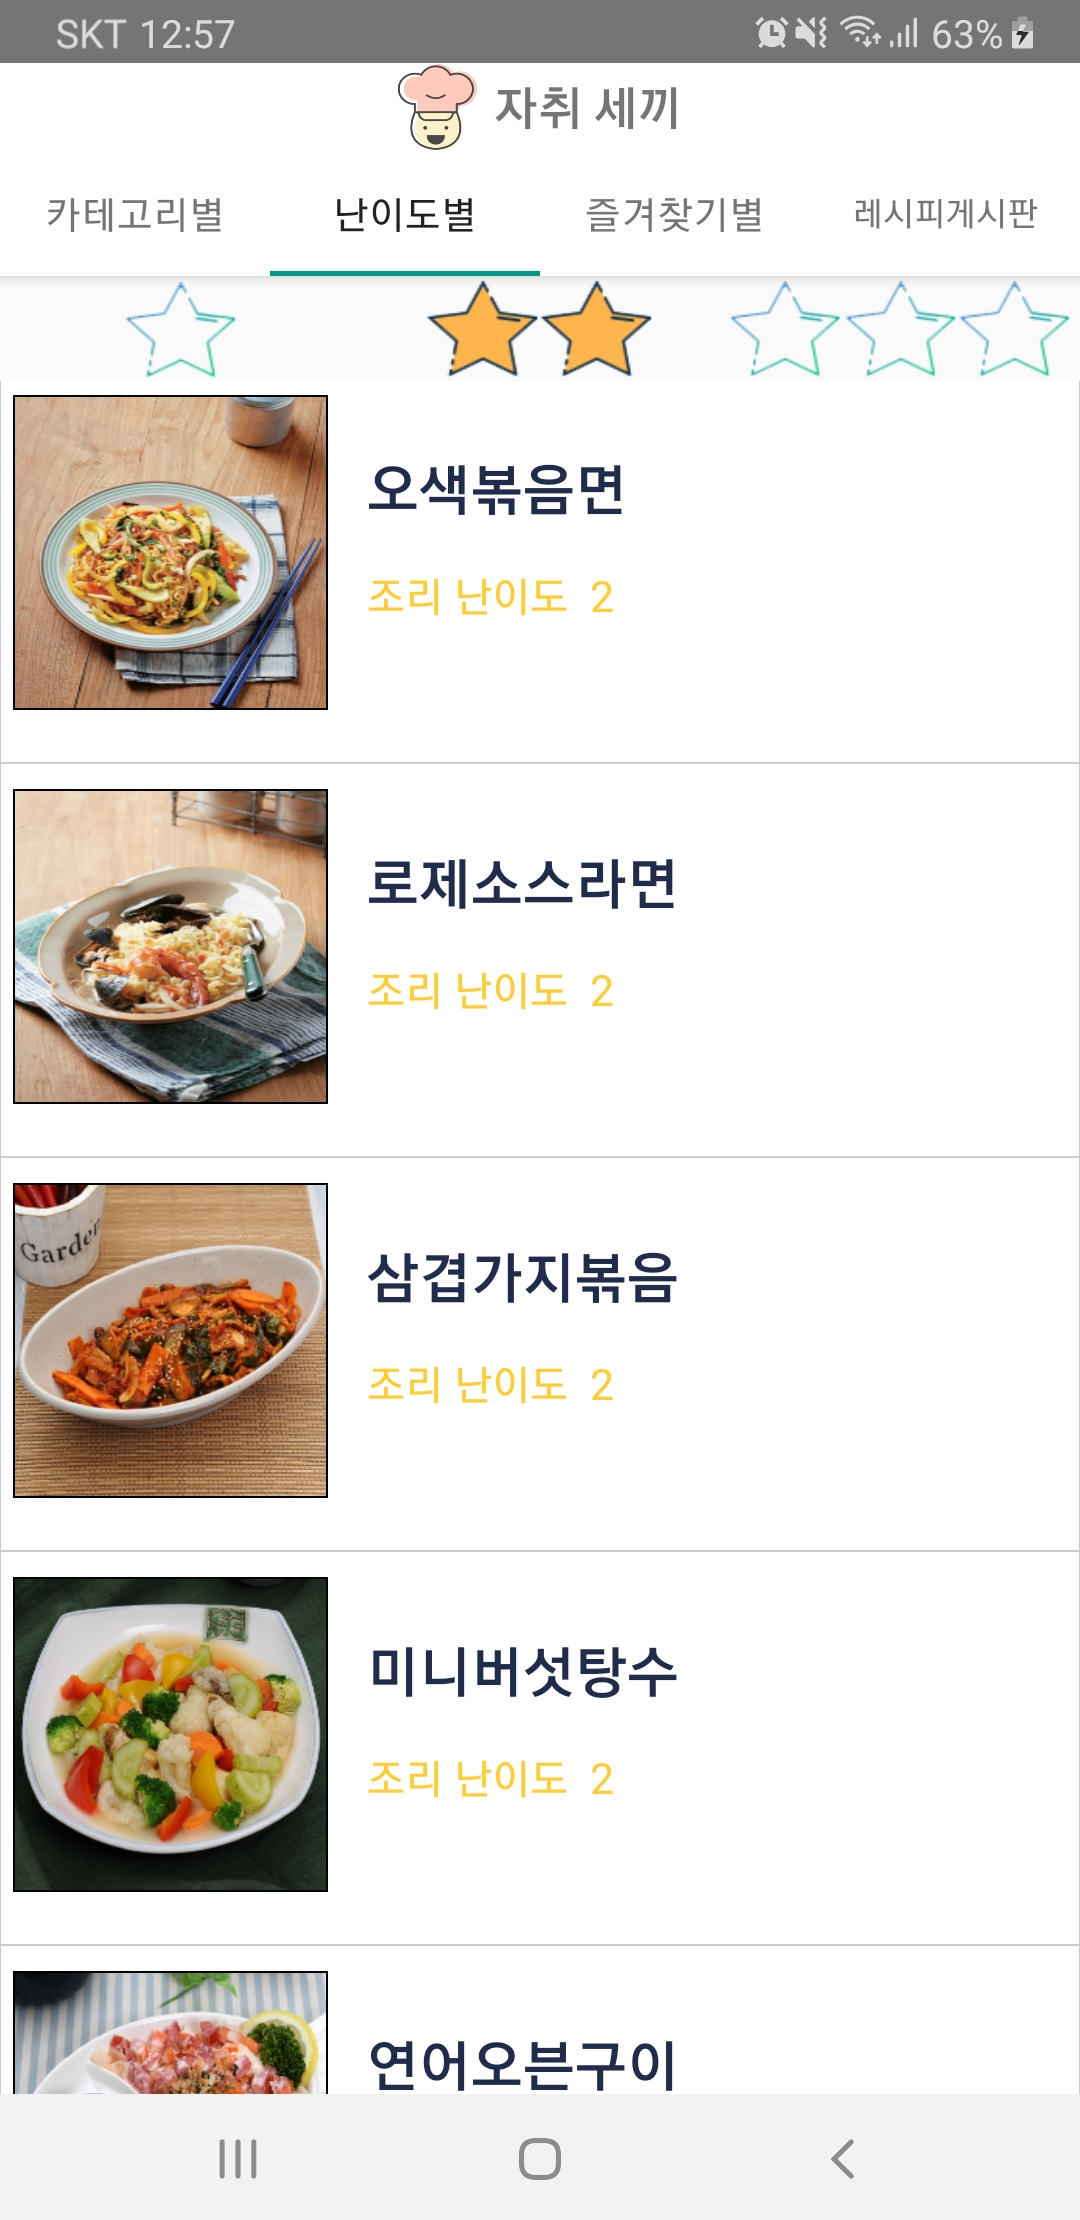 SKT 12:57 63%
자취 세끼
카테고리별 난이도별 즐겨찾기별 레시피게시판
오색볶음면
조리 난이도 2
로제소스라면
조리 난이도 2
Garden
삼겹가지볶음
조리 난이도 2
미니버섯탕수
조리 난이도 2
연어오븐구이